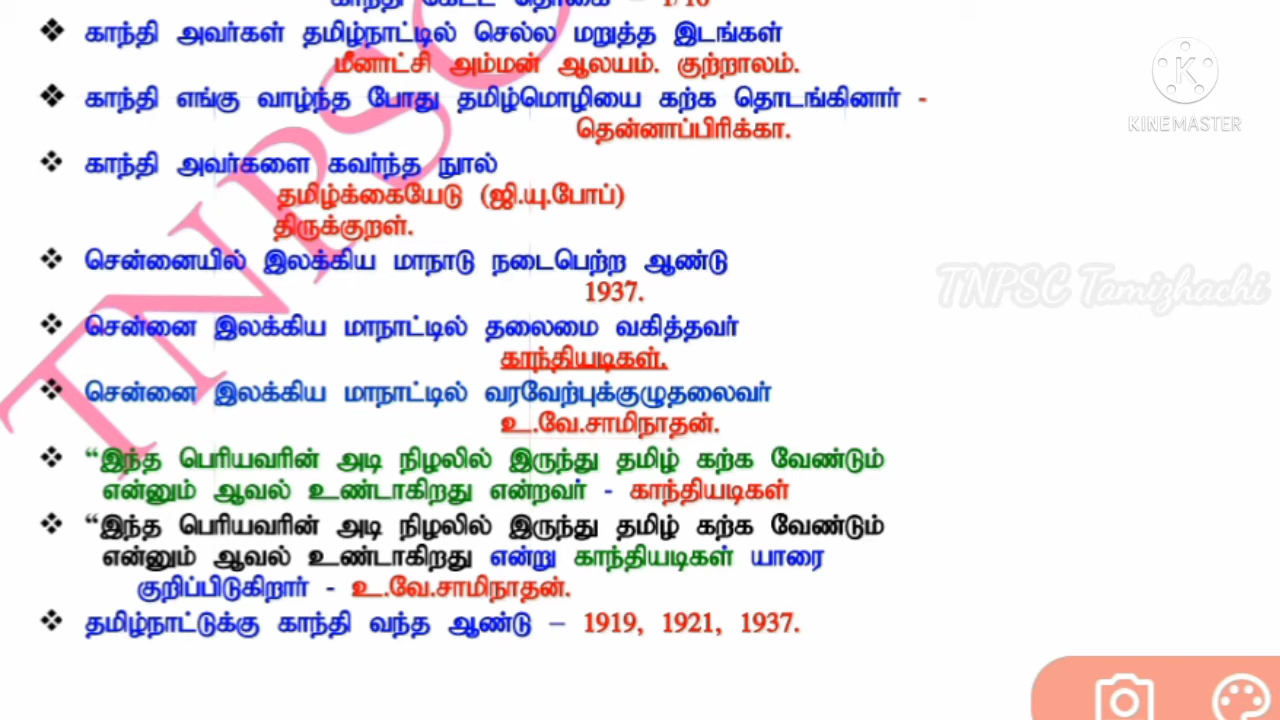 காந்தி கேட்ட தொகை – 1/16
❖ காந்தி அவர்கள் தமிழ்நாட்டில் செல்ல மறுத்த இடங்கள்
மீனாட்சி அம்மன் ஆலயம். குற்றாலம்.
❖ காந்தி எங்கு வாழ்ந்த போது தமிழ்மொழியை கற்க தொடங்கினார் -
தென்னாப்பிரிக்கா.
❖ காந்தி அவர்களை கவர்ந்த நூல்
தமிழ்க்கையேடு (ஜி.யு.போப்)
திருக்குறள்.
❖ சென்னையில் இலக்கிய மாநாடு நடைபெற்ற ஆண்டு
1937.
❖ சென்னை இலக்கிய மாநாட்டில் தலைமை வகித்தவர்
காந்தியடிகள்.
❖ சென்னை இலக்கிய மாநாட்டில் வரவேற்புக்குழுதலைவர்
உ.வே.சாமிநாதன்.
❖ “இந்த பெரியவரின் அடி நிழலில் இருந்து தமிழ் கற்க வேண்டும்
என்னும் ஆவல் உண்டாகிறது என்றவர் - காந்தியடிகள்
❖ “இந்த பெரியவரின் அடி நிழலில் இருந்து தமிழ் கற்க வேண்டும்
என்னும் ஆவல் உண்டாகிறது என்று காந்தியடிகள் யாரை
குறிப்பிடுகிறார் - உ.வே.சாமிநாதன்.
❖ தமிழ்நாட்டுக்கு காந்தி வந்த ஆண்டு – 1919, 1921, 1937.
TNPSC
K
KINEMASTER
TNPSC Tamizhachi